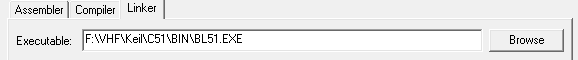 Assembler Compiler Linker
Executable: F:\VHF\Keil\C51\BIN\BL51.EXE Browse